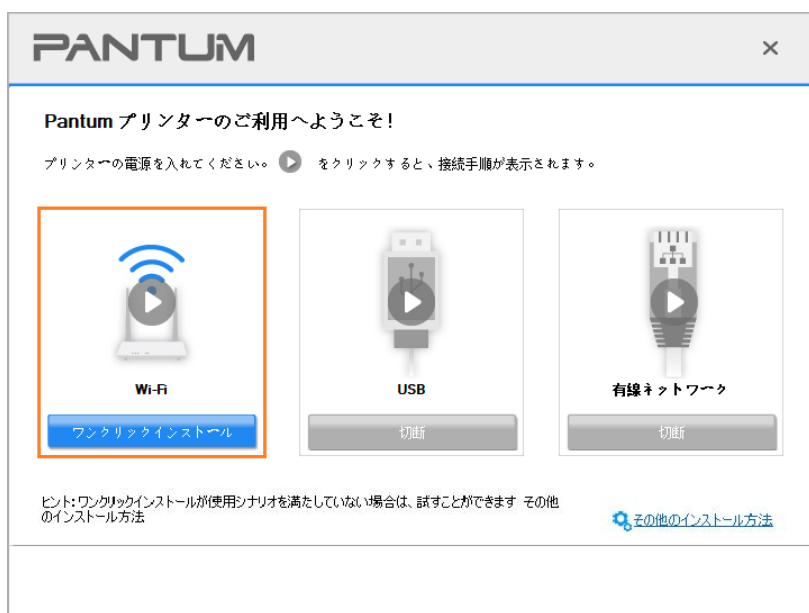 PANTUM
Pantum プリンターのご利用へようこそ!
プリンターの電源を入れてください。 をクリックすると、接続手順が表示されます。
Wi-Fi
USB
有線ネットワーク
ワンクリックインストール
切断
切断
ヒント:ワンクリックインストールが使用シナリオを満たしていない場合は、試すことができます その他
のインストール方法
その他のインストール方法